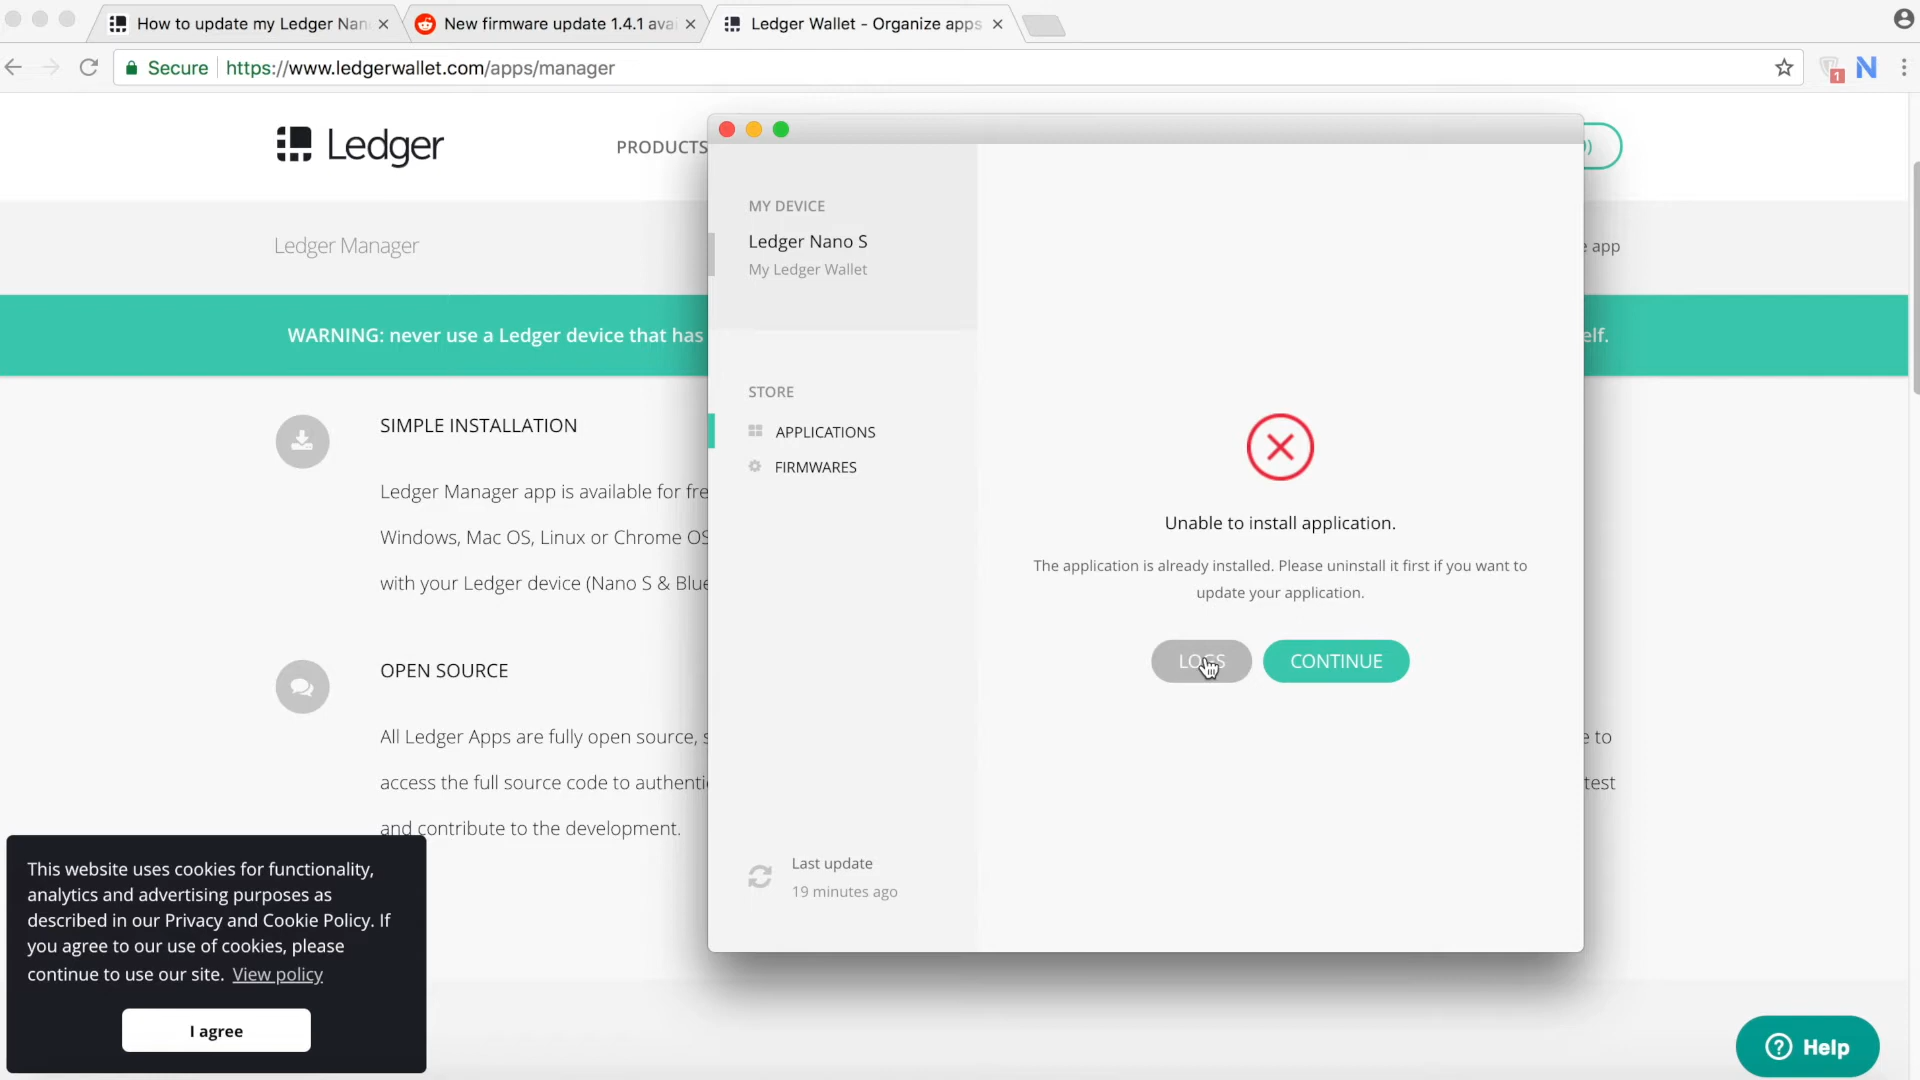 How to update my Ledger Nan
New firmware update 1.4.1 avai
Ledger Wallet - Organize apps
Secure
https://www.ledgerwallet.com/apps/manager
1
N
Ledger
PRODUCTS
)
Ledger Manager
e app
WARNING: never use a Ledger device that has
elf.
SIMPLE INSTALLATION
Ledger Manager app is available for fre
Windows, Mac OS, Linux or Chrome OS
with your Ledger device (Nano S & Blue
OPEN SOURCE
All Ledger Apps are fully open source, s
e to
access the full source code to authenti
test
and contribute to the development.
MY DEVICE
Ledger Nano S
My Ledger Wallet
STORE
APPLICATIONS
FIRMWARES
Last update
19 minutes ago
Unable to install application.
The application is already installed. Please uninstall it first if you want to
update your application.
LOGS
CONTINUE
This website uses cookies for functionality,
analytics and advertising purposes as
described in our Privacy and Cookie Policy. If
you agree to our use of cookies, please
continue to use our site. View policy
I agree
? Help